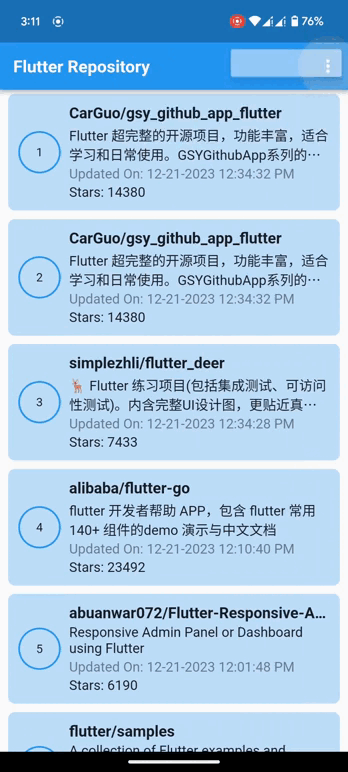 3:11
76%
Flutter Repository
CarGuo/gsy_github_app_flutter
1
Flutter 超完整的开源项目，功能丰富，适合
学习和日常使用。GSYGithubApp系列的…
Updated On: 12-21-2023 12:34:32 PM
Stars: 14380
CarGuo/gsy_github_app_flutter
2
Flutter 超完整的开源项目，功能丰富，适合
学习和日常使用。GSYGithubApp系列的…
Updated On: 12-21-2023 12:34:32 PM
Stars: 14380
simplezhli/flutter_deer
3
🦌 Flutter 练习项目(包括集成测试、可访问
性测试)。内含完整UI设计图，更贴近真…
Updated On: 12-21-2023 12:34:28 PM
Stars: 7433
alibaba/flutter-go
4
flutter 开发者帮助 APP，包含 flutter 常用
140+ 组件的demo 演示与中文文档
Updated On: 12-21-2023 12:10:40 PM
Stars: 23492
abuanwar072/Flutter-Responsive-A...
5
Responsive Admin Panel or Dashboard
using Flutter
Updated On: 12-21-2023 12:01:48 PM
Stars: 6190
flutter/samples
A collection of Flutter examples and